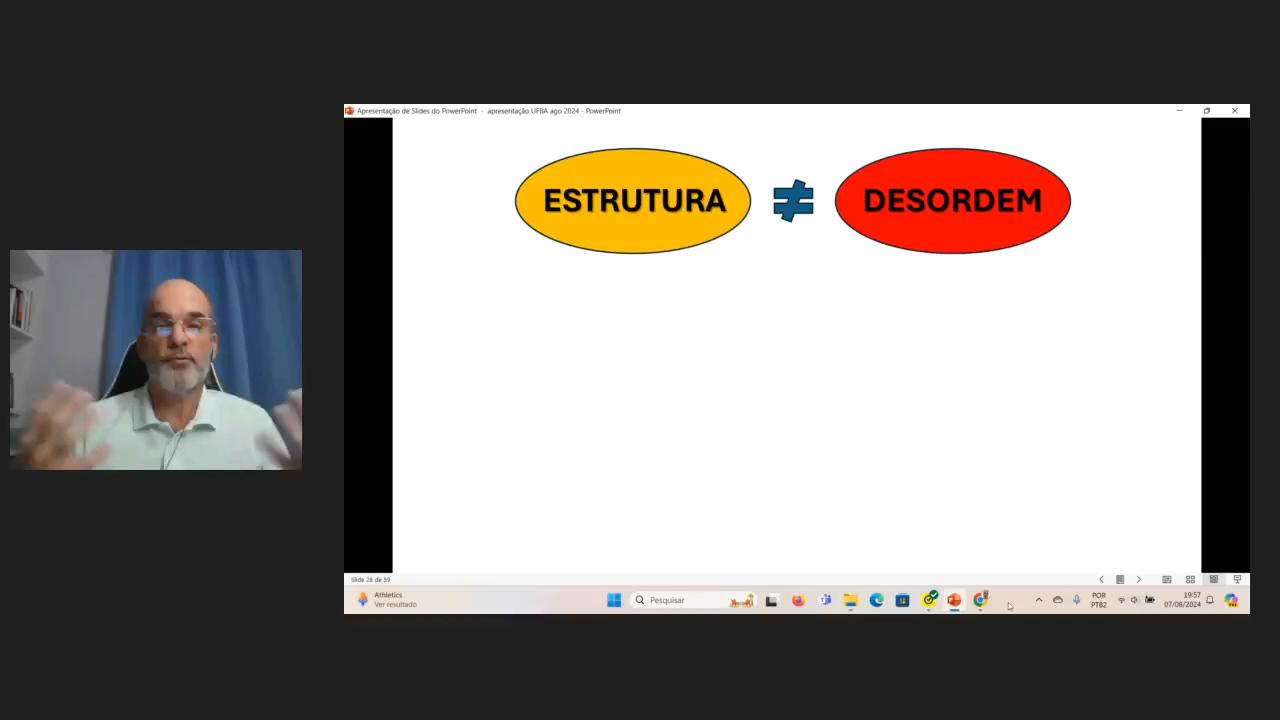 Apresentação de Slides do PowerPoint - apresentação UFBA ago 2024 - PowerPoint
ESTRUTURA ≠ DESORDEM
Slide 28 de 59
Athletics
Ver resultado
Pesquisar
POR
PTB2
19:57
07/08/2024